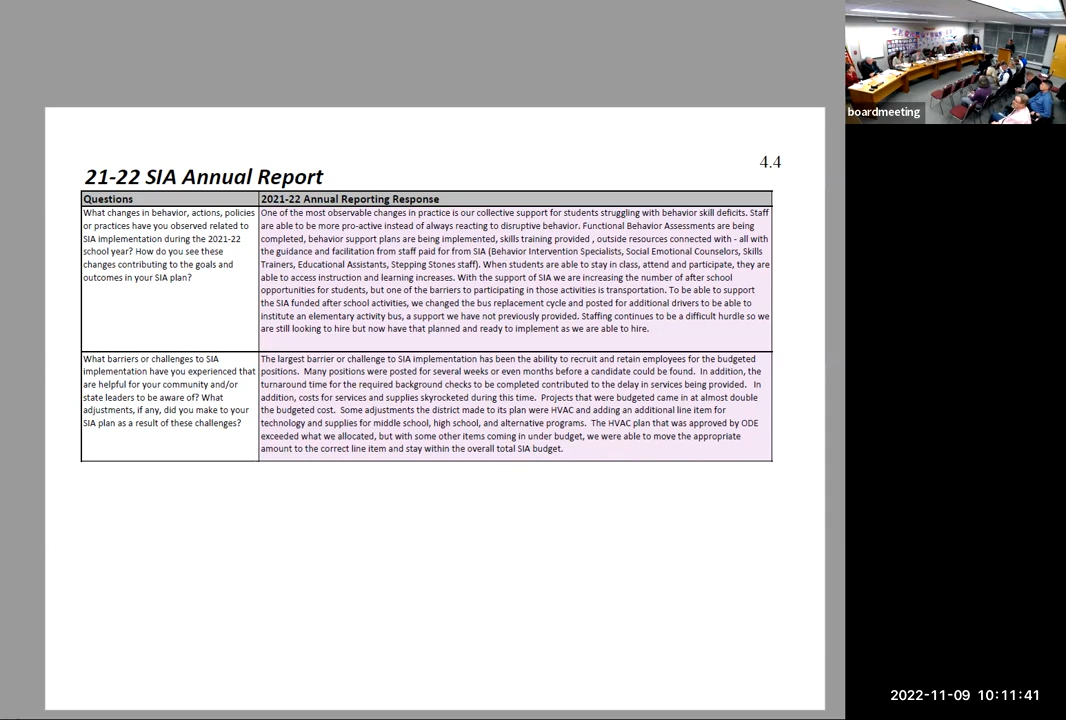 boardmeeting
4.4
21-22 SIA Annual Report
Questions
2021-22 Annual Reporting Response
What changes in behavior, actions, policies
or practices have you observed related to
SIA implementation during the 2021-22
school year? How do you see these
changes contributing to the goals and
outcomes in your SIA plan?
One of the most observable changes in practice is our collective support for students struggling with behavior skill deficits. Staff
are able to be more pro-active instead of always reacting to disruptive behavior. Functional Behavior Assessments are being
completed, behavior support plans are being implemented, skills training provided , outside resources connected with - all with
the guidance and facilitation from staff paid for from SIA (Behavior Intervention Specialists, Social Emotional Counselors, Skills
Trainers, Educational Assistants, Stepping Stones staff). When students are able to stay in class, attend and participate, they are
able to access instruction and learning increases. With the support of SIA we are increasing the number of after school
opportunities for students, but one of the barriers to participating in those activities is transportation. To be able to support
the SIA funded after school activities, we changed the bus replacement cycle and posted for additional drivers to be able to
institute an elementary activity bus, a support we have not previously provided. Staffing continues to be a difficult hurdle so we
are still looking to hire but now have that planned and ready to implement as we are able to hire.
What barriers or challenges to SIA
implementation have you experienced that
are helpful for your community and/or
state leaders to be aware of? What
adjustments, if any, did you make to your
SIA plan as a result of these challenges?
The largest barrier or challenge to SIA implementation has been the ability to recruit and retain employees for the budgeted
positions. Many positions were posted for several weeks or even months before a candidate could be found. In addition, the
turnaround time for the required background checks to be completed contributed to the delay in services being provided. In
addition, costs for services and supplies skyrocketed during this time. Projects that were budgeted came in at almost double
the budgeted cost. Some adjustments the district made to its plan were HVAC and adding an additional line item for
technology and supplies for middle school, high school, and alternative programs. The HVAC plan that was approved by ODE
exceeded what we allocated, but with some other items coming in under budget, we were able to move the appropriate
amount to the correct line item and stay within the overall total SIA budget.
2022-11-09 10:11:41